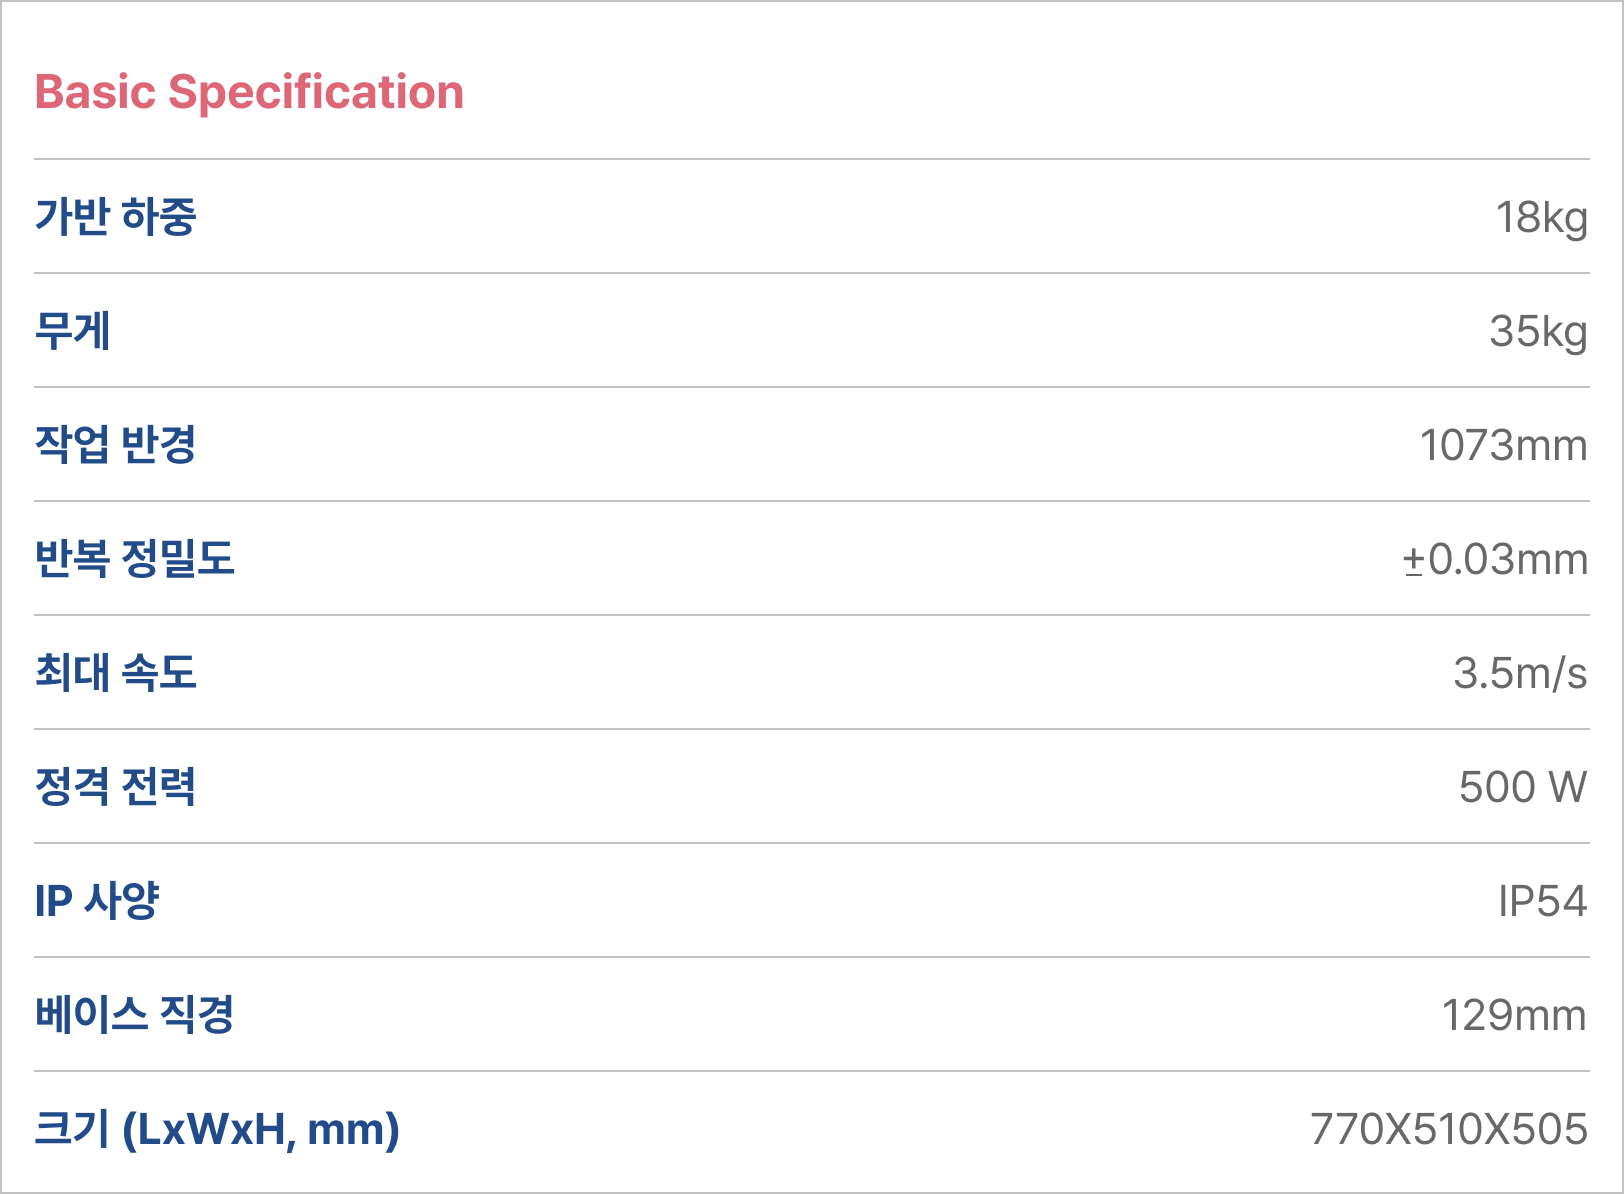 Basic Specification
가반 하중 18kg
무게 35kg
작업 반경 1073mm
반복 정밀도 ±0.03mm
최대 속도 3.5m/s
정격 전력 500 W
IP 사양 IP54
베이스 직경 129mm
크기 (LxWxH, mm) 770X510X505